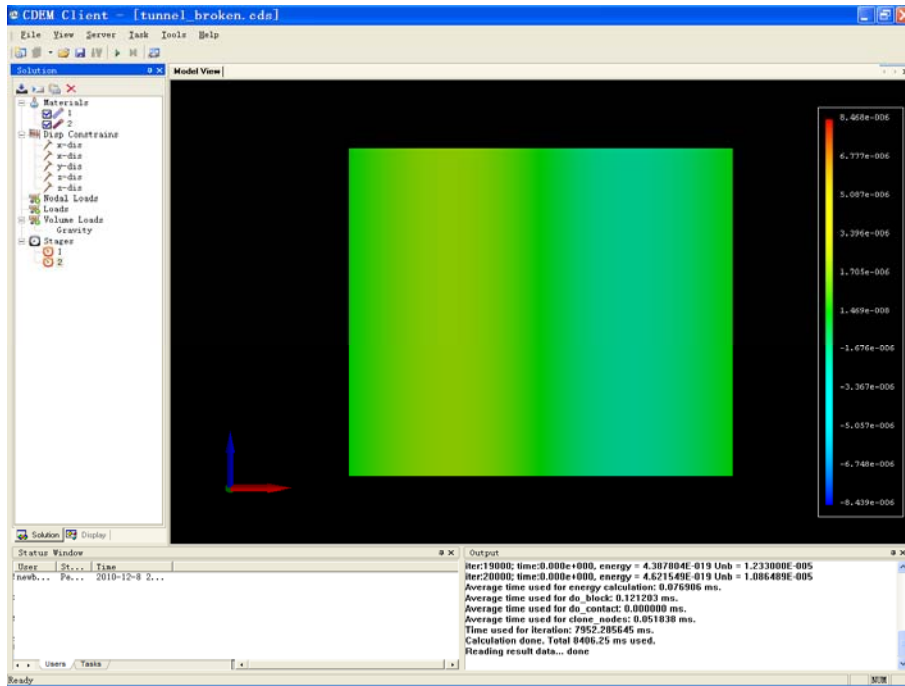 CDEM Client - [tunnel_broken.cds]
File View Server Task Tools Help
Solution
Materials
1
2
Disp Constrains
x-dis
x-dis
y-dis
z-dis
z-dis
Nodal Loads
Loads
Volume Loads
Gravity
Stages
1
2
Solution Display
Model View
8.468e-006
6.777e-006
5.087e-006
3.396e-006
1.705e-006
1.469e-008
-1.676e-006
-3.367e-006
-5.057e-006
-6.748e-006
-8.439e-006
Status Window
User St... Time
newb... Pe... 2010-12-8 2...
Users Tasks
Output
iter:19000; time:0.000e+000, energy = 4.387804E-019 Unb = 1.233000E-005
iter:20000; time:0.000e+000, energy = 4.621549E-019 Unb = 1.086489E-005
Average time used for energy calculation: 0.076906 ms.
Average time used for do_block: 0.121203 ms.
Average time used for do_contact: 0.000000 ms.
Average time used for clone_nodes: 0.051838 ms.
Time used for iteration: 7952.285645 ms.
Calculation done. Total 8406.25 ms used.
Reading result data... done
Ready
NUM